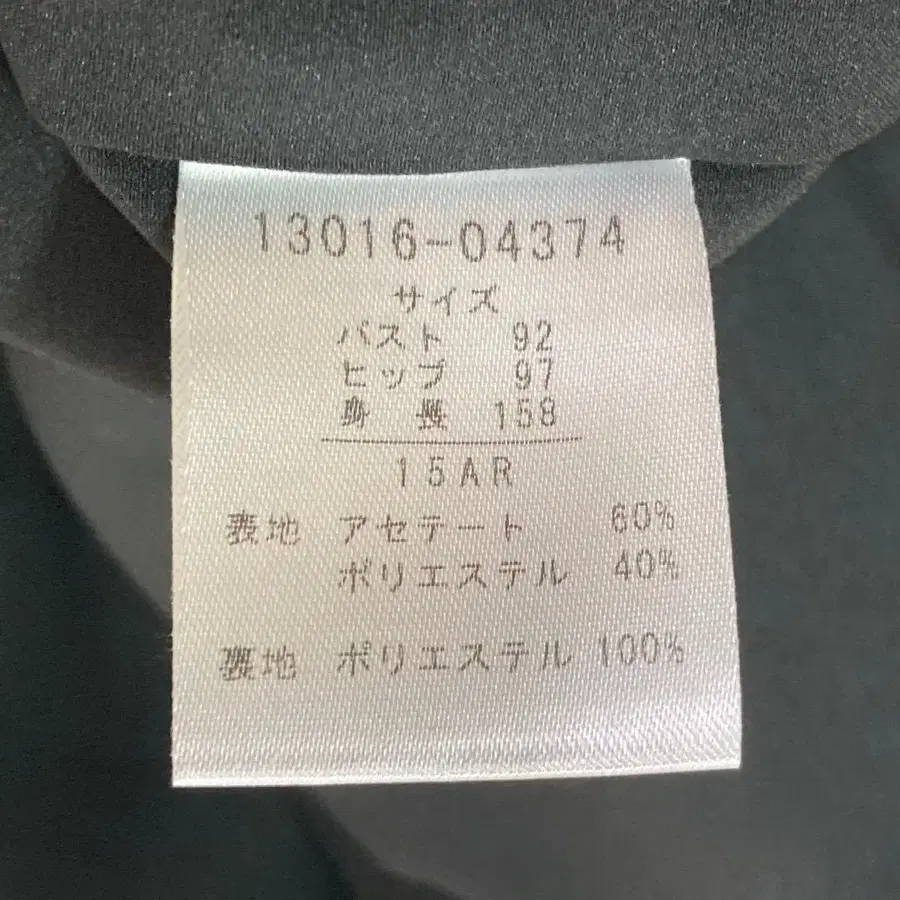 13016-04374
サイズ
バスト 92
ヒップ 97
身長 158
15AR
表地 アセテート 60%
ポリエステル 40%
裏地 ポリエステル 100%